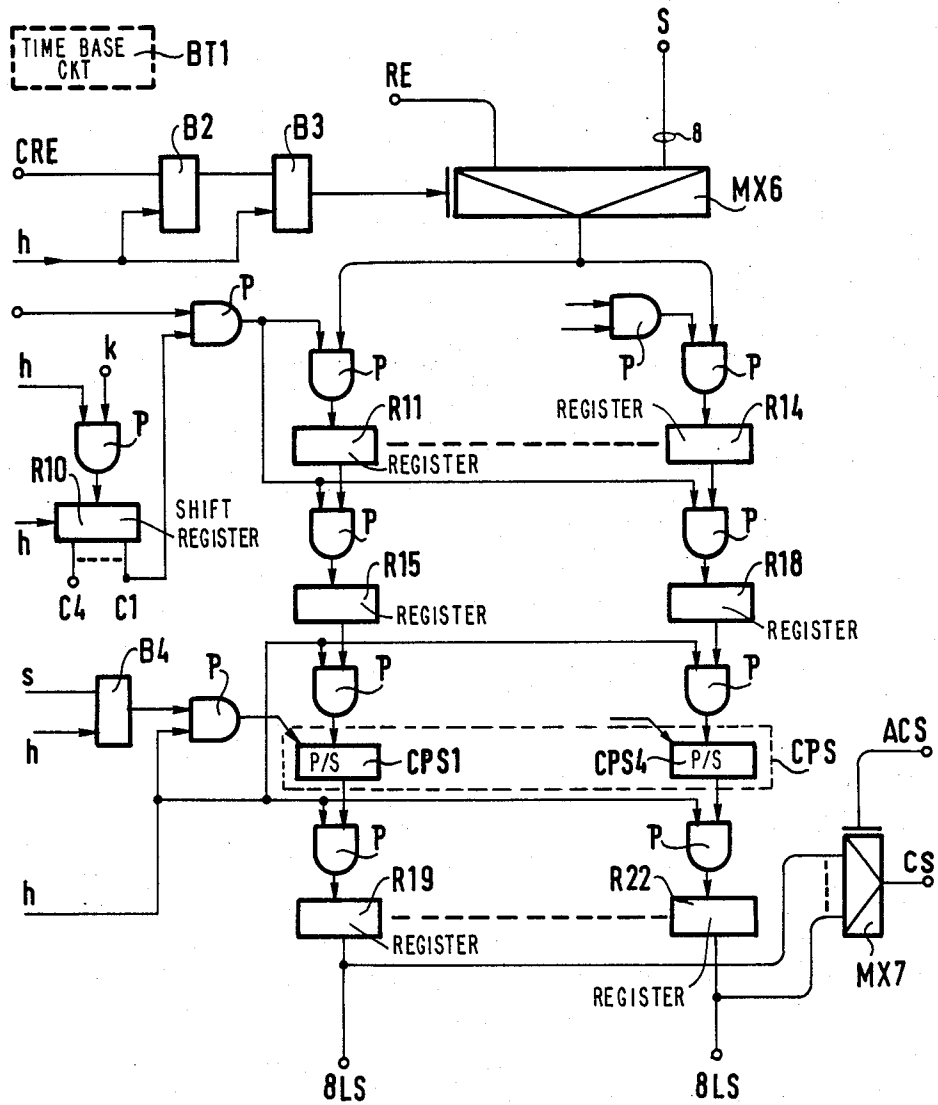 S
TIME BASE
CKT
BT1
RE
8
CRE
B2
B3
MX6
h
P
P
h
k
P
P
P
R11
REGISTER
R14
R10
REGISTER
SHIFT
REGISTER
h
P
P
C4
C1
R15
REGISTER
R18
REGISTER
s
B4
P
P
P
h
P/S
CPS1
CPS4
P/S
CPS
ACS
P
P
CS
h
R19
REGISTER
R22
REGISTER
MX7
8LS
8LS